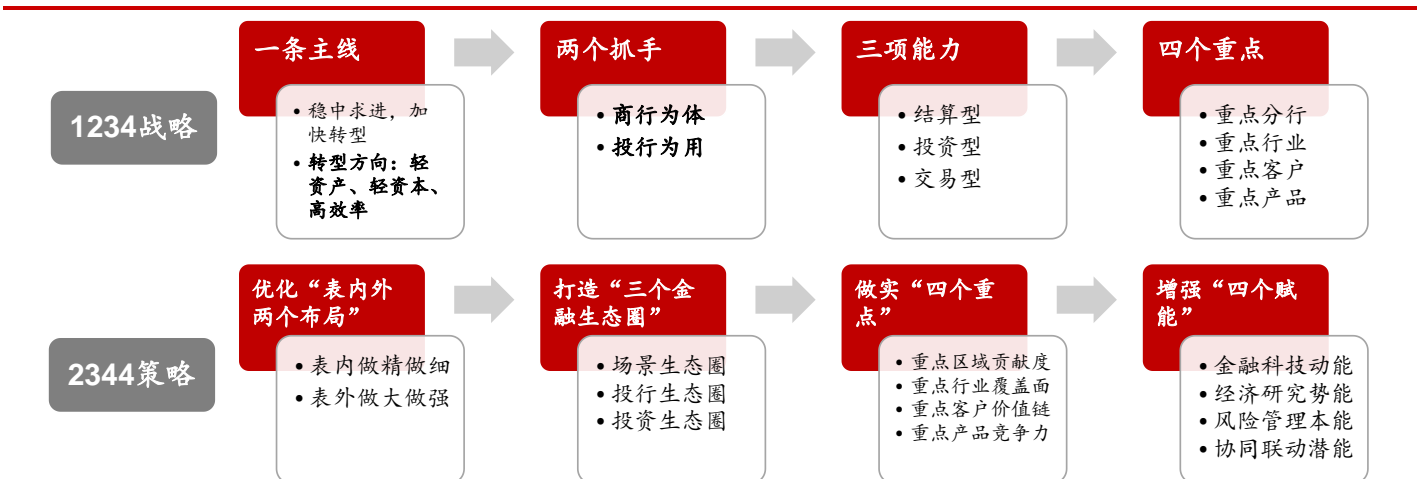 1234战略
一条主线
• 稳中求进，加
快转型
• 转型方向：轻
资产、轻资本、
高效率
两个抓手
• 商行为体
• 投行为用
三项能力
• 结算型
• 投资型
• 交易型
四个重点
• 重点分行
• 重点行业
• 重点客户
• 重点产品
2344策略
优化“表内外
两个布局”
• 表内做精做细
• 表外做大做强
打造“三个金
融生态圈”
• 场景生态圈
• 投行生态圈
• 投资生态圈
做实“四个重
点”
• 重点区域贡献度
• 重点行业覆盖面
• 重点客户价值链
• 重点产品竞争力
增强“四个赋
能”
• 金融科技动能
• 经济研究势能
• 风险管理本能
• 协同联动潜能